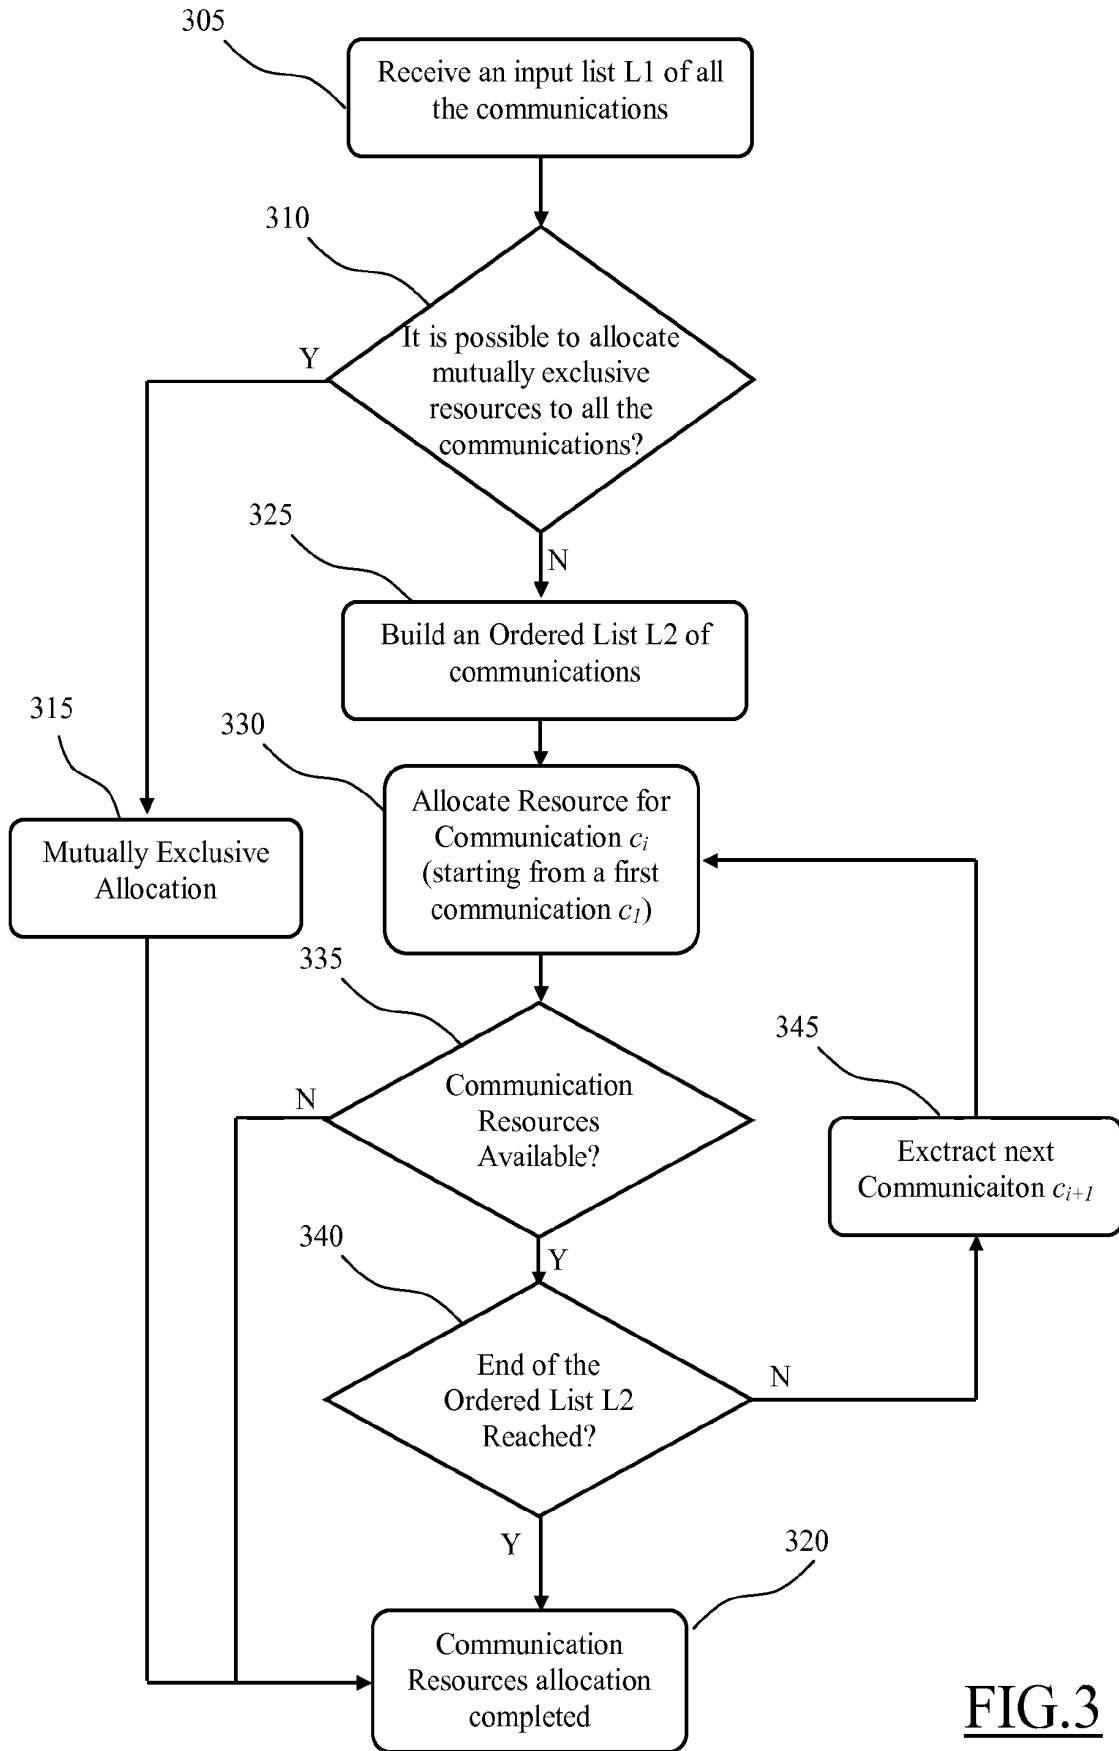 305
Receive an input list L1 of all
the communications
310
It is possible to allocate
mutually exclusive
resources to all the
communications?
Y
325
N
Build an Ordered List L2 of
communications
315
330
Allocate Resource for
Communication ci
(starting from a first
communication c1)
Mutually Exclusive
Allocation
335
345
Communication
Resources
Available?
N
Exctract next
Communicaiton ci+1
340
Y
End of the
Ordered List L2
Reached?
N
Y
320
Communication
Resources allocation
completed
FIG.3